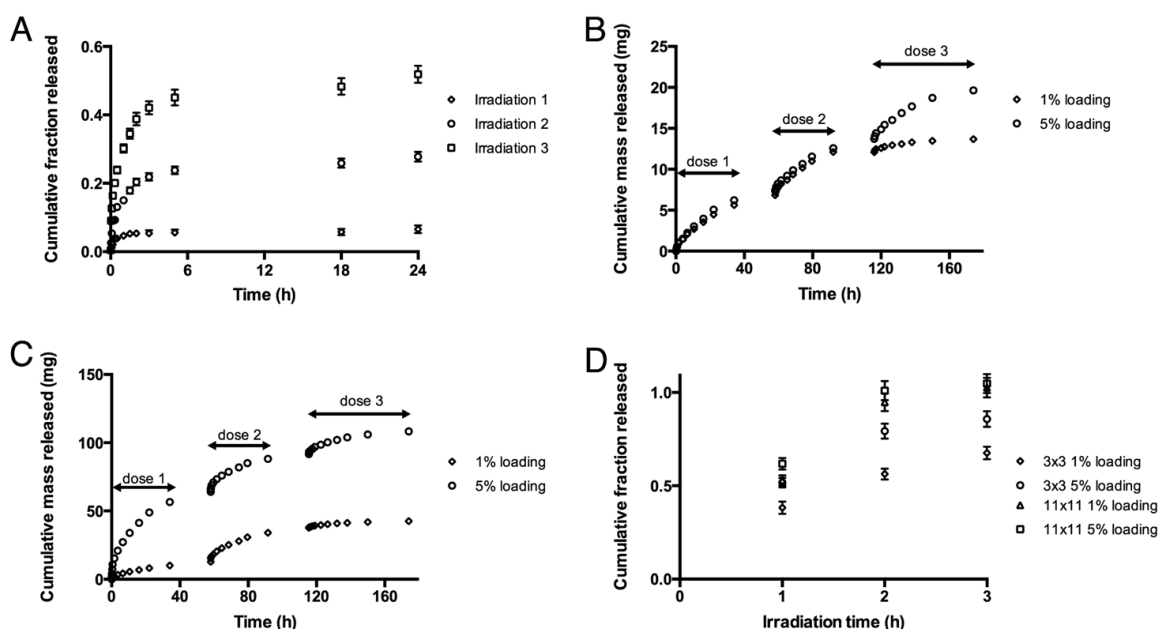 A
Cumulative fraction released
0.6
0.4
0.2
0.0
0
6
12
18
24
Time (h)
Irradiation 1
Irradiation 2
Irradiation 3
B
Cumulative mass released (mg)
25
20
15
10
5
0
0
40
80
120
160
Time (h)
dose 1
dose 2
dose 3
1% loading
5% loading
C
Cumulative mass released (mg)
150
100
50
0
0
40
80
120
160
Time (h)
dose 1
dose 2
dose 3
1% loading
5% loading
D
Cumulative fraction released
1.0
0.5
0.0
0
1
2
3
Irradiation time (h)
3x3 1% loading
3x3 5% loading
11x11 1% loading
11x11 5% loading